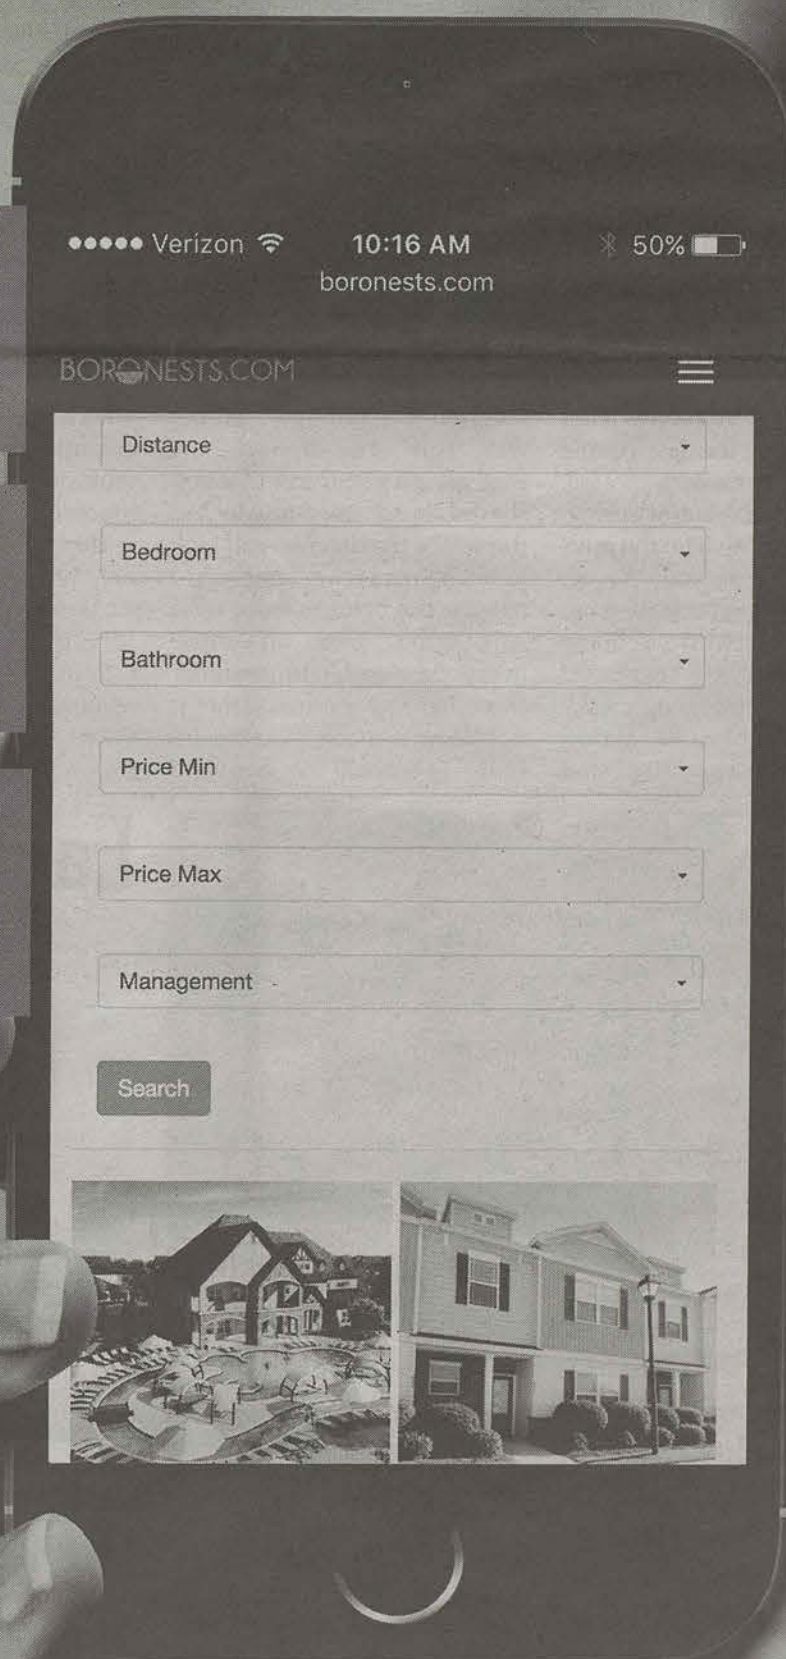 Verizon 10:16 AM 50%
boronests.com
BORONESTS.COM
Distance
Bedroom
Bathroom
Price Min
Price Max
Management
Search